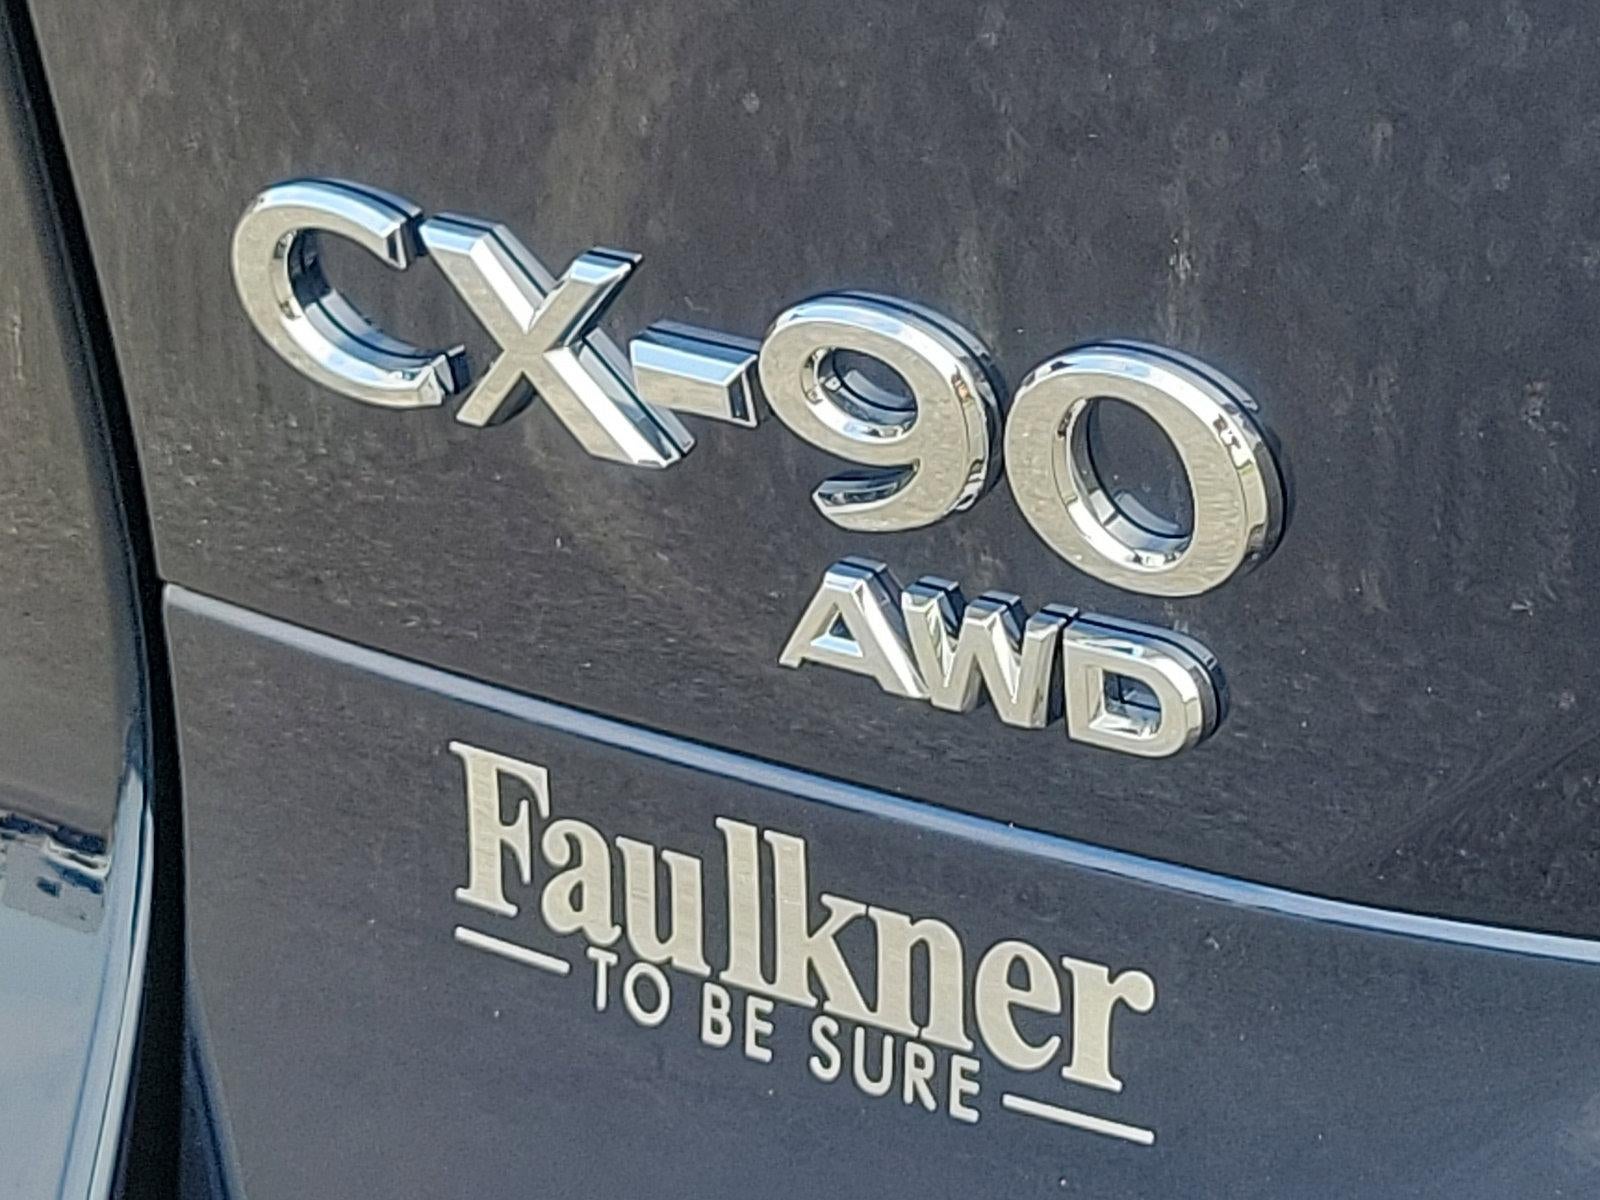 CX-90
AWD
Faulkner
TO BE SURE